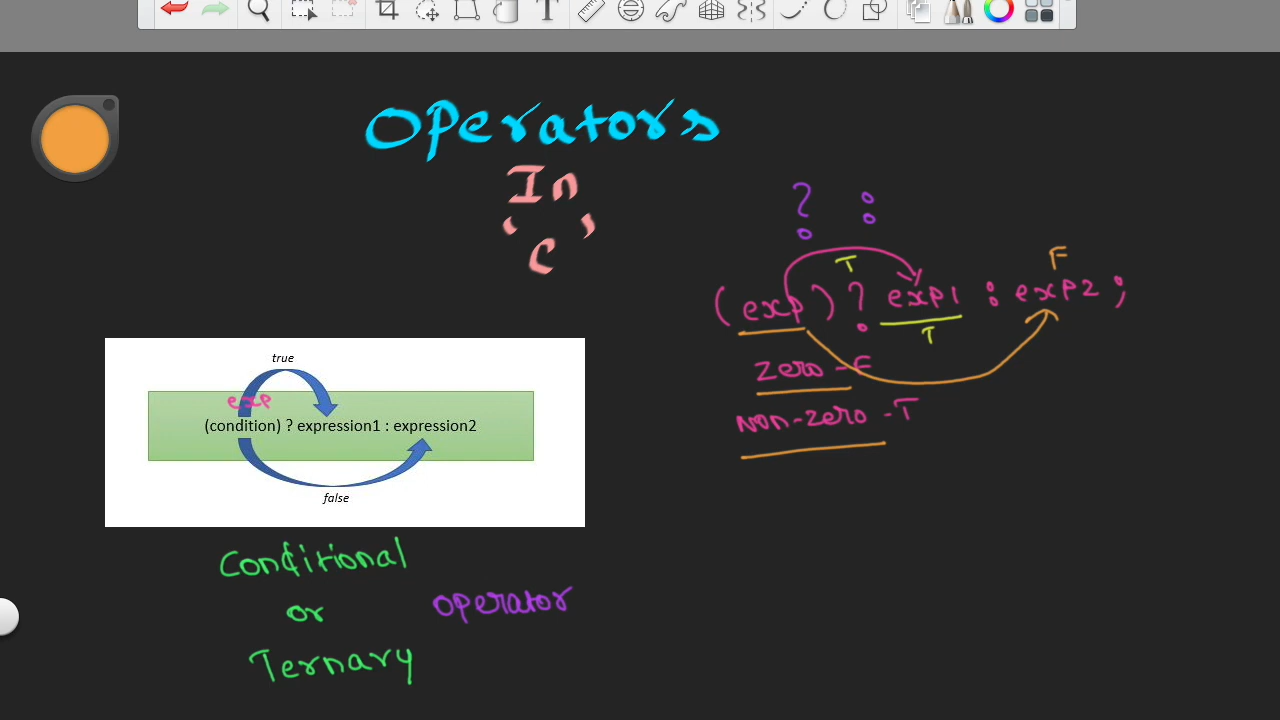 Operators
In
' C '
? :
T
F
(exp) ? exp1 : exp2 ;
T
zero - F
non-zero - T
true
exp
(condition) ? expression1 : expression2
false
Conditional
or
operator
Ternary